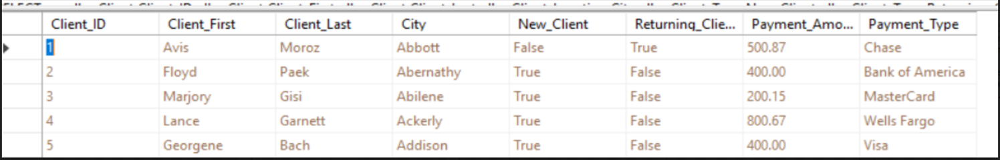 Client_ID Client_First Client_Last City New_Client Returning_Clie... Payment_Amo... Payment_Type
1 Avis Moroz Abbott False True 500.87 Chase
2 Floyd Paek Abernathy True False 400.00 Bank of America
3 Marjory Gisi Abilene True False 200.15 MasterCard
4 Lance Garnett Ackerly True False 800.67 Wells Fargo
5 Georgene Bach Addison True False 400.00 Visa